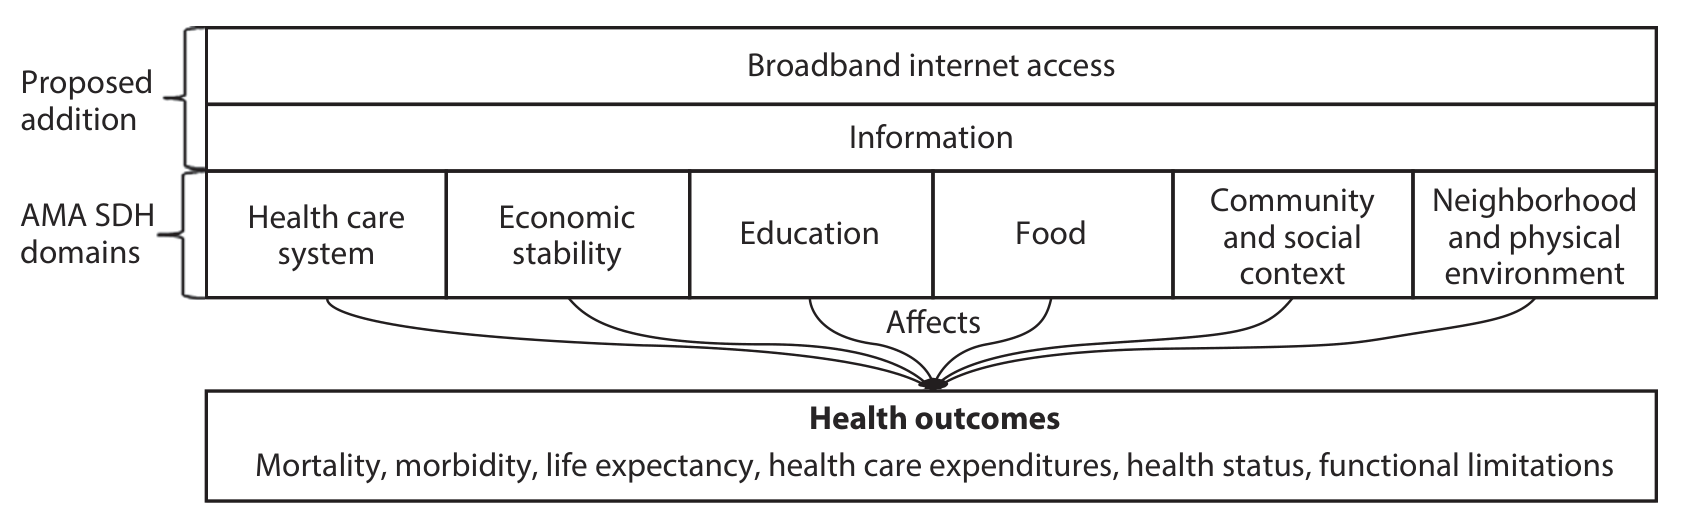 Proposed
addition
Broadband internet access
Information
AMA SDH
domains
Health care
system
Economic
stability
Education
Food
Community
and social
context
Neighborhood
and physical
environment
Affects
Health outcomes
Mortality, morbidity, life expectancy, health care expenditures, health status, functional limitations